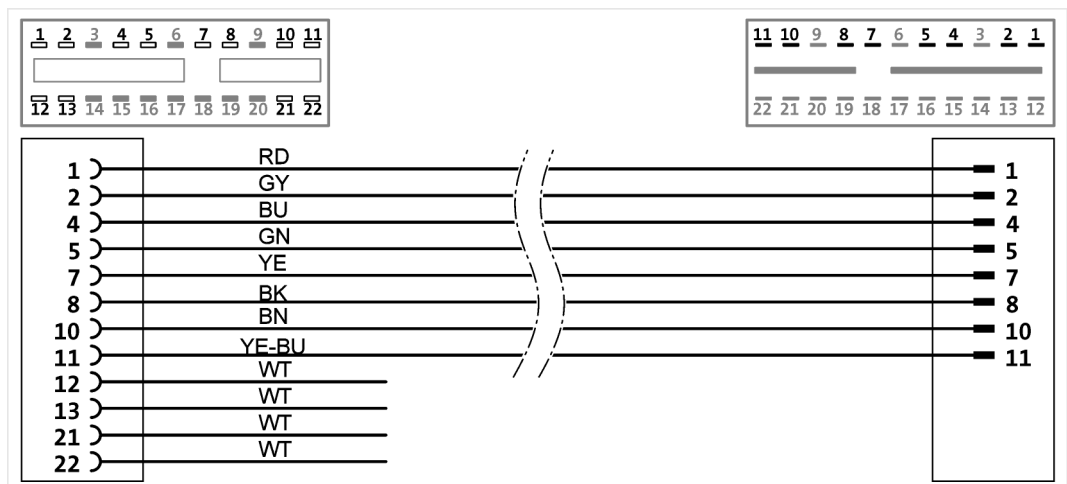 1 2 3 4 5 6 7 8 9 10 11
12 13 14 15 16 17 18 19 20 21 22
11 10 9 8 7 6 5 4 3 2 1
22 21 20 19 18 17 16 15 14 13 12
1 RD 1
2 GY 2
4 BU 4
5 GN 5
7 YE 7
8 BK 8
10 BN 10
11 YE-BU 11
12 WT
13 WT
21 WT
22 WT